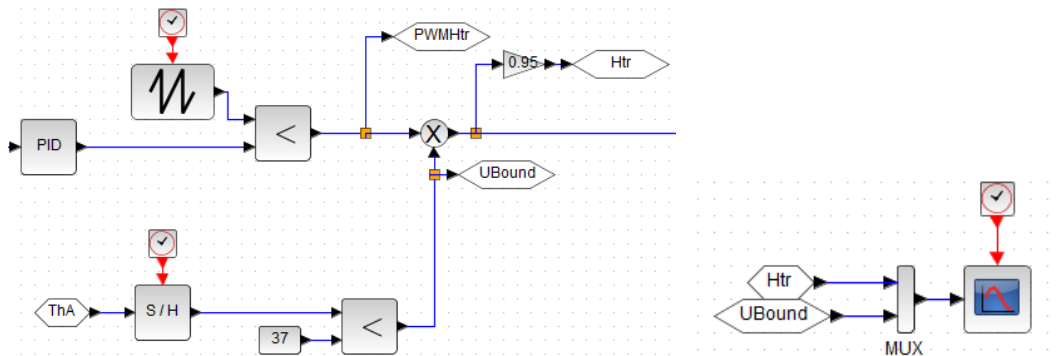 PWMHtr
0.95
Htr
<
PID
X
UBound
ThA
S / H
37
<
Htr
UBound
MUX